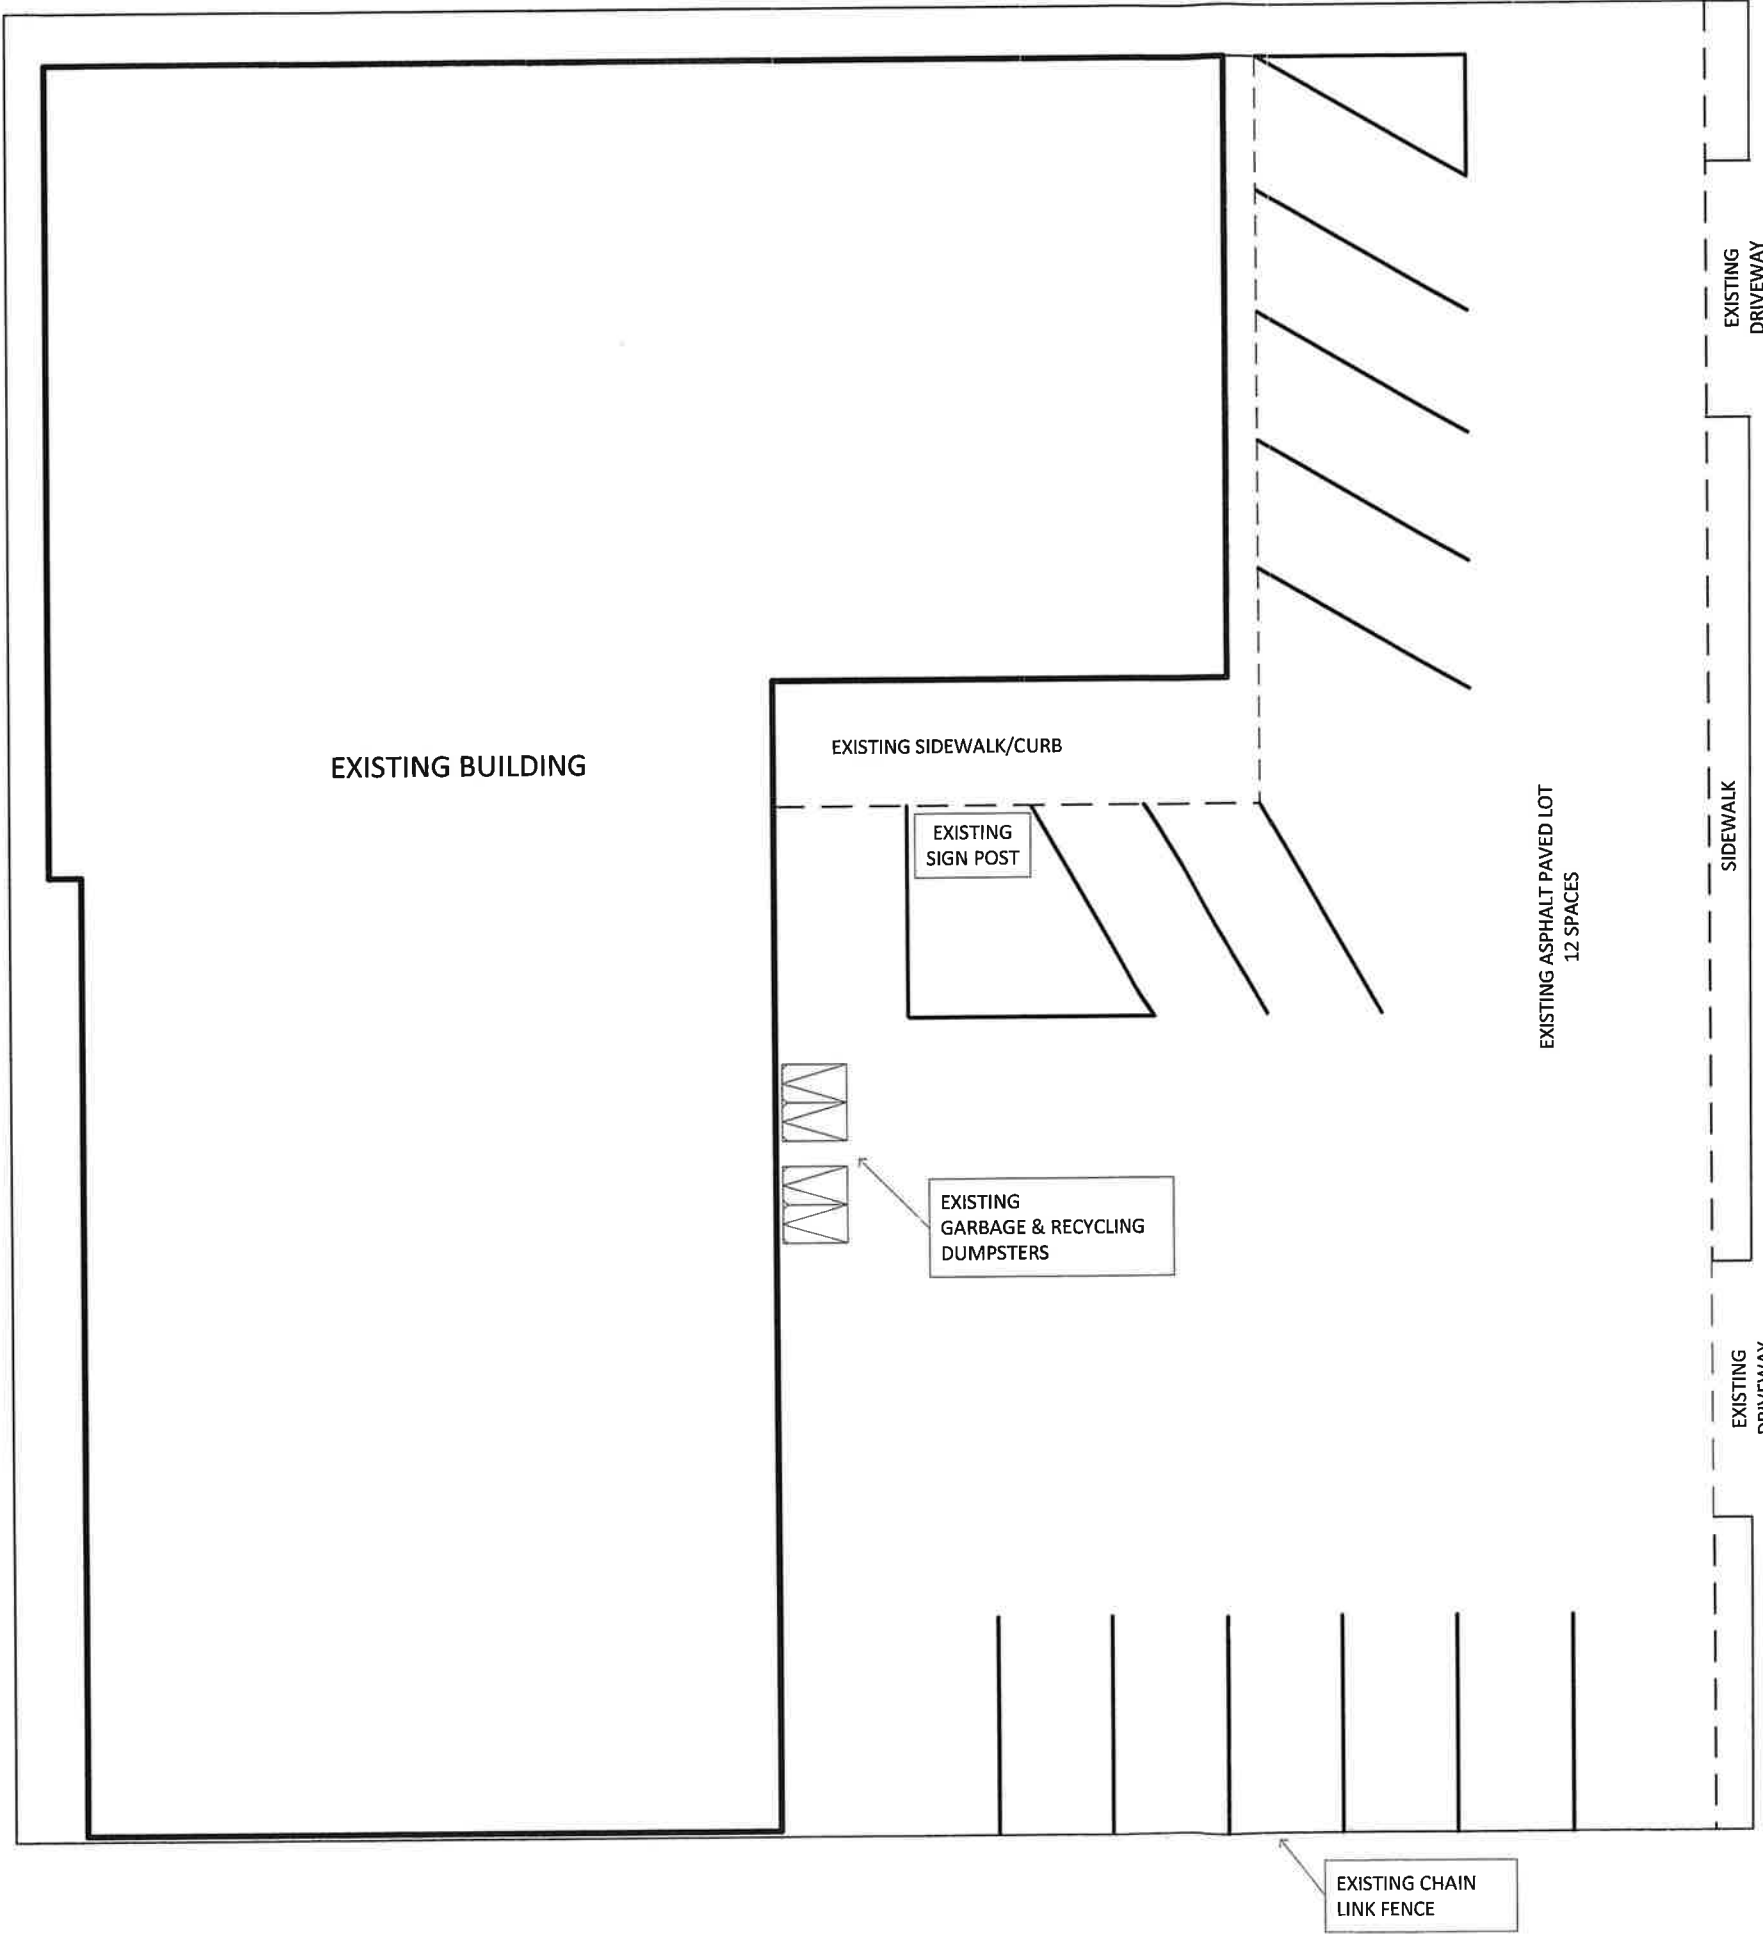 EXISTING
DRIVEWAY
EXISTING BUILDING
EXISTING SIDEWALK/CURB
EXISTING
SIGN POST
EXISTING ASPHALT PAVED LOT
12 SPACES
SIDEWALK
EXISTING
GARBAGE & RECYCLING
DUMPSTERS
EXISTING
DRIVEWAY
EXISTING CHAIN
LINK FENCE